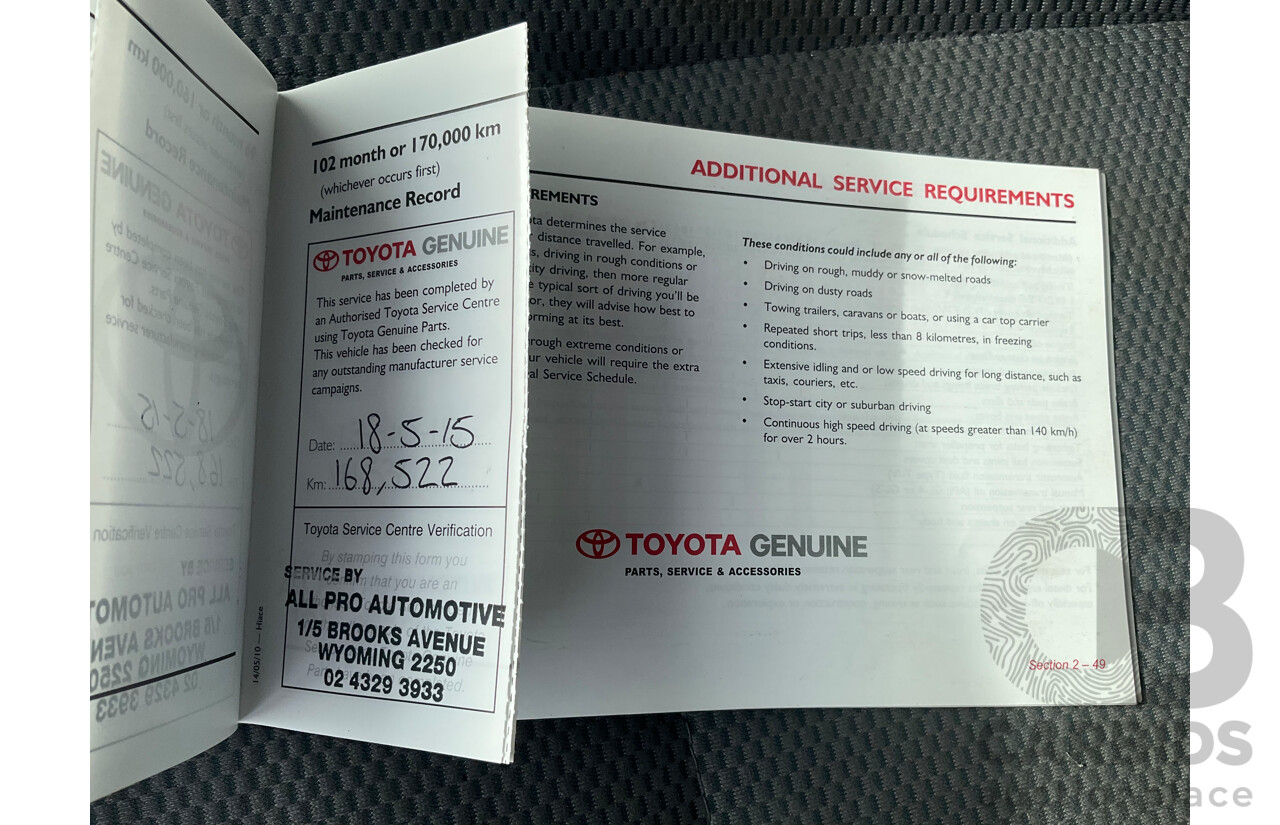 102 month or 170,000 km
(whichever occurs first)
Maintenance Record
TOYOTA GENUINE
PARTS, SERVICE & ACCESSORIES
This service has been completed by
an Authorised Toyota Service Centre
using Toyota Genuine Parts.
This vehicle has been checked for
any outstanding manufacturer service
campaigns.
Date: 18-5-15
Km: 168,522
Toyota Service Centre Verification
By stamping this form you
that you are an
SERVICE BY
ALL PRO AUTOMOTIVE
1/5 BROOKS AVENUE
WYOMING 2250
02 4329 3933
14/05/10 — Hiace
ADDITIONAL SERVICE REQUIREMENTS
determines the service
distance travelled. For example,
driving in rough conditions or
driving, then more regular
typical sort of driving you'll be
they will advise how best to
at its best.
extreme conditions or
vehicle will require the extra
Service Schedule.
These conditions could include any or all of the following:
• Driving on rough, muddy or snow-melted roads
• Driving on dusty roads
• Towing trailers, caravans or boats, or using a car top carrier
• Repeated short trips, less than 8 kilometres, in freezing
conditions.
• Extensive idling and or low speed driving for long distance, such as
taxis, couriers, etc.
• Stop-start city or suburban driving
• Continuous high speed driving (at speeds greater than 140 km/h)
for over 2 hours.
TOYOTA GENUINE
PARTS, SERVICE & ACCESSORIES
Section 2 – 49